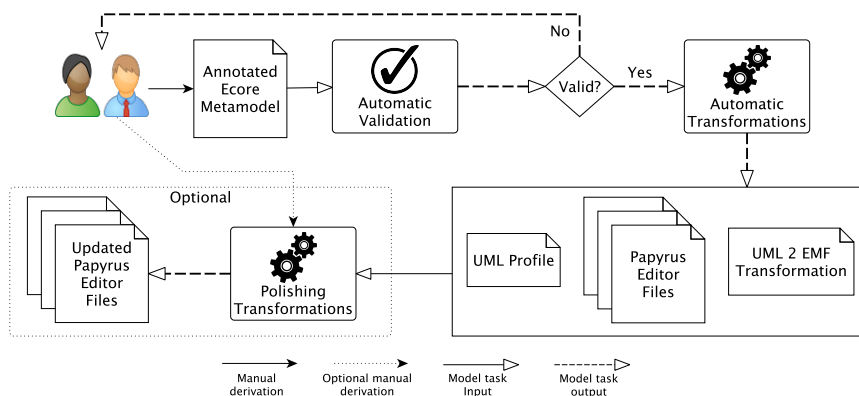 No
Annotated
Ecore
Metamodel
Automatic
Validation
Valid?
Yes
Automatic
Transformations
Optional
Updated
Papyrus
Editor
Files
Polishing
Transformations
UML Profile
Papyrus
Editor
Files
UML 2 EMF
Transformation
Manual
derivation
Optional manual
derivation
Model task
Input
Model task
output